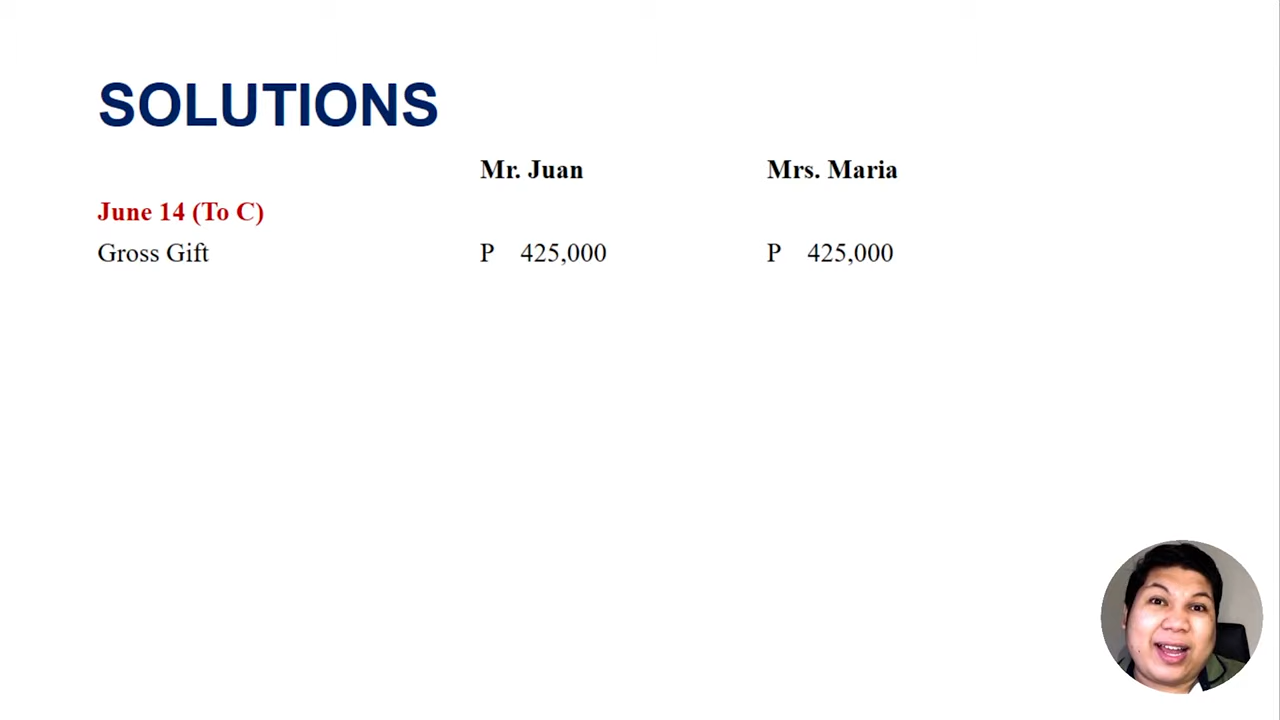 SOLUTIONS
Mr. Juan Mrs. Maria
June 14 (To C)
Gross Gift P 425,000 P 425,000